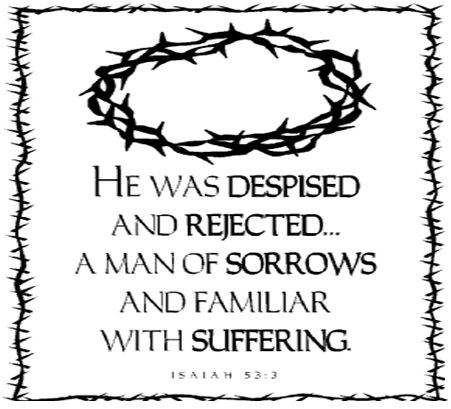 HE WAS DESPISED
AND REJECTED...
A MAN OF SORROWS
AND FAMILIAR
WITH SUFFERING.
ISAIAH 53:3